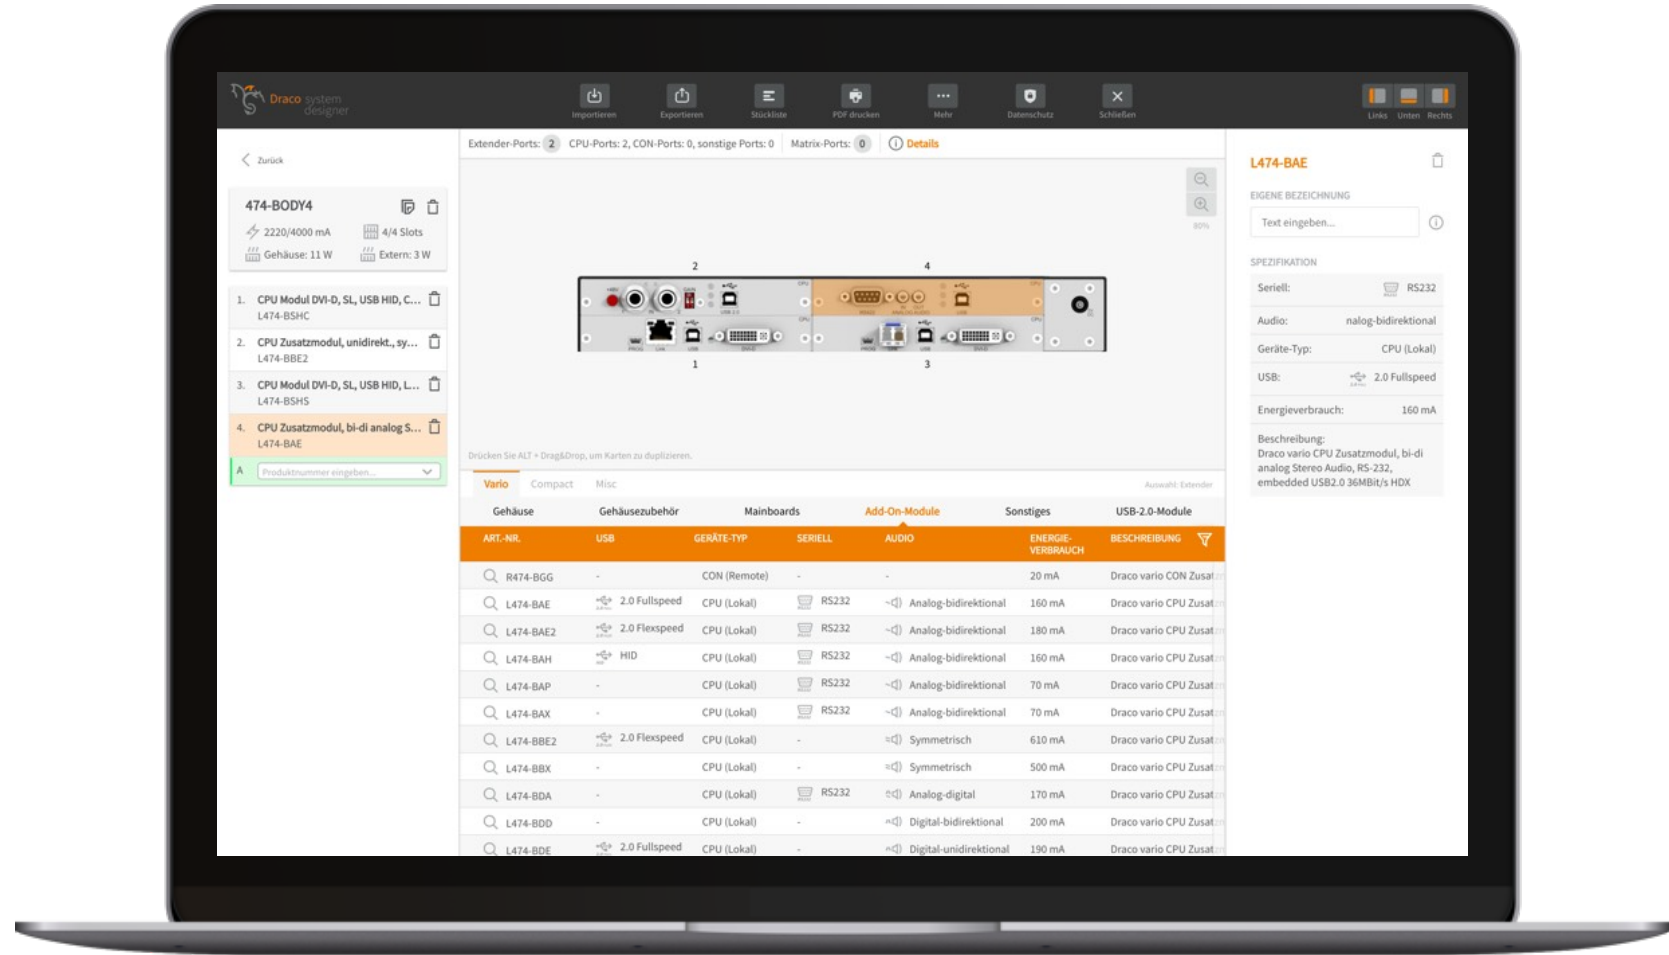 Draco system
designer
Importieren
Exportieren
Stückliste
PDF drucken
Mehr
Datenschutz
Schließen
Links Unten Rechts
Zurück
474-BODY4
2220/4000 mA 4/4 Slots
Gehäuse: 11 W Extern: 3 W
1. CPU Modul DVI-D, SL, USB HID, C...
L474-BSHC
2. CPU Zusatzmodul, unidirekt., sy...
L474-BBE2
3. CPU Modul DVI-D, SL, USB HID, L...
L474-BSHS
4. CPU Zusatzmodul, bi-di analog S...
L474-BAE
A Produktnummer eingeben...
Extender-Ports: 2 CPU-Ports: 2, CON-Ports: 0, sonstige Ports: 0 Matrix-Ports: 0 Details
80%
2 4
1 3
Drücken Sie ALT + Drag&Drop, um Karten zu duplizieren.
Vario Compact Misc Auswahl: Extender
Gehäuse Gehäusezubehör Mainboards Add-On-Module Sonstiges USB-2.0-Module
ART.-NR. USB GERÄTE-TYP SERIELL AUDIO ENERGIE-
VERBRAUCH BESCHREIBUNG
R474-BGG - CON (Remote) - - 20 mA Draco vario CON Zusat
L474-BAE 2.0 Fullspeed CPU (Lokal) RS232 Analog-bidirektional 160 mA Draco vario CPU Zusat
L474-BAE2 2.0 Flexspeed CPU (Lokal) RS232 Analog-bidirektional 180 mA Draco vario CPU Zusat
L474-BAH HID CPU (Lokal) RS232 Analog-bidirektional 160 mA Draco vario CPU Zusat
L474-BAP - CPU (Lokal) RS232 Analog-bidirektional 70 mA Draco vario CPU Zusat
L474-BAX - CPU (Lokal) RS232 Analog-bidirektional 70 mA Draco vario CPU Zusat
L474-BBE2 2.0 Flexspeed CPU (Lokal) - Symmetrisch 610 mA Draco vario CPU Zusat
L474-BBX - CPU (Lokal) - Symmetrisch 500 mA Draco vario CPU Zusat
L474-BDA - CPU (Lokal) RS232 Analog-digital 170 mA Draco vario CPU Zusat
L474-BDD - CPU (Lokal) - Digital-bidirektional 200 mA Draco vario CPU Zusat
L474-BDE 2.0 Fullspeed CPU (Lokal) - Digital-unidirektional 190 mA Draco vario CPU Zusat
L474-BAE
EIGENE BEZEICHNUNG
Text eingeben...
SPEZIFIKATION
Seriell: RS232
Audio: nalog-bidirektional
Geräte-Typ: CPU (Lokal)
USB: 2.0 Fullspeed
Energieverbrauch: 160 mA
Beschreibung:
Draco vario CPU Zusatzmodul, bi-di
analog Stereo Audio, RS-232,
embedded USB2.0 36MBit/s HDX